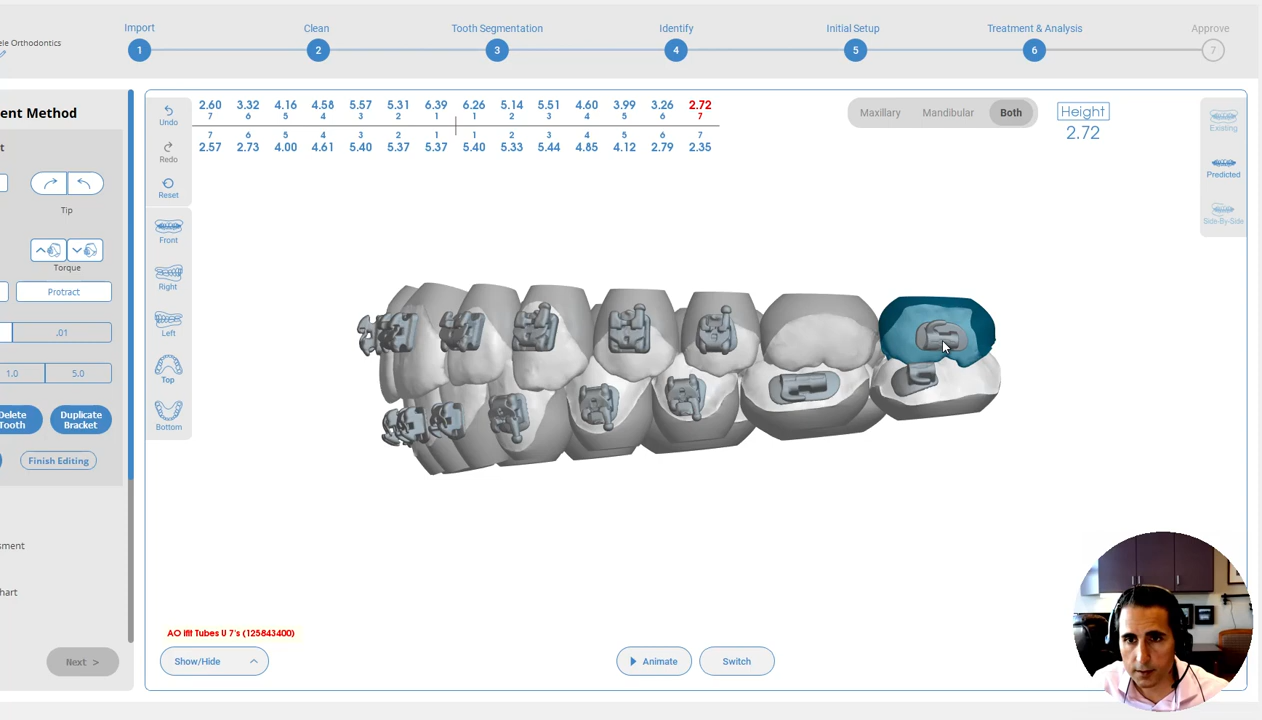 Import Clean Tooth Segmentation Identify Initial Setup Treatment & Analysis Approve
1 2 3 4 5 6 7
ele Orthodontics
ent Method
t
Tip
Torque
Protract
.01
1.0 5.0
Delete Tooth
Duplicate Bracket
Finish Editing
sment
hart
Next >
Undo
Redo
Reset
Front
Right
Left
Top
Bottom
2.60 3.32 4.16 4.58 5.57 5.31 6.39 6.26 5.14 5.51 4.60 3.99 3.26 2.72
7 6 5 4 3 2 1 1 2 3 4 5 6 7
7 6 5 4 3 2 1 1 2 3 4 5 6 7
2.57 2.73 4.00 4.61 5.40 5.37 5.37 5.40 5.33 5.44 4.85 4.12 2.79 2.35
Maxillary Mandibular Both
Height
2.72
Existing
Predicted
Side-By-Side
AO Ifit Tubes U 7's (125843400)
Show/Hide
Animate
Switch